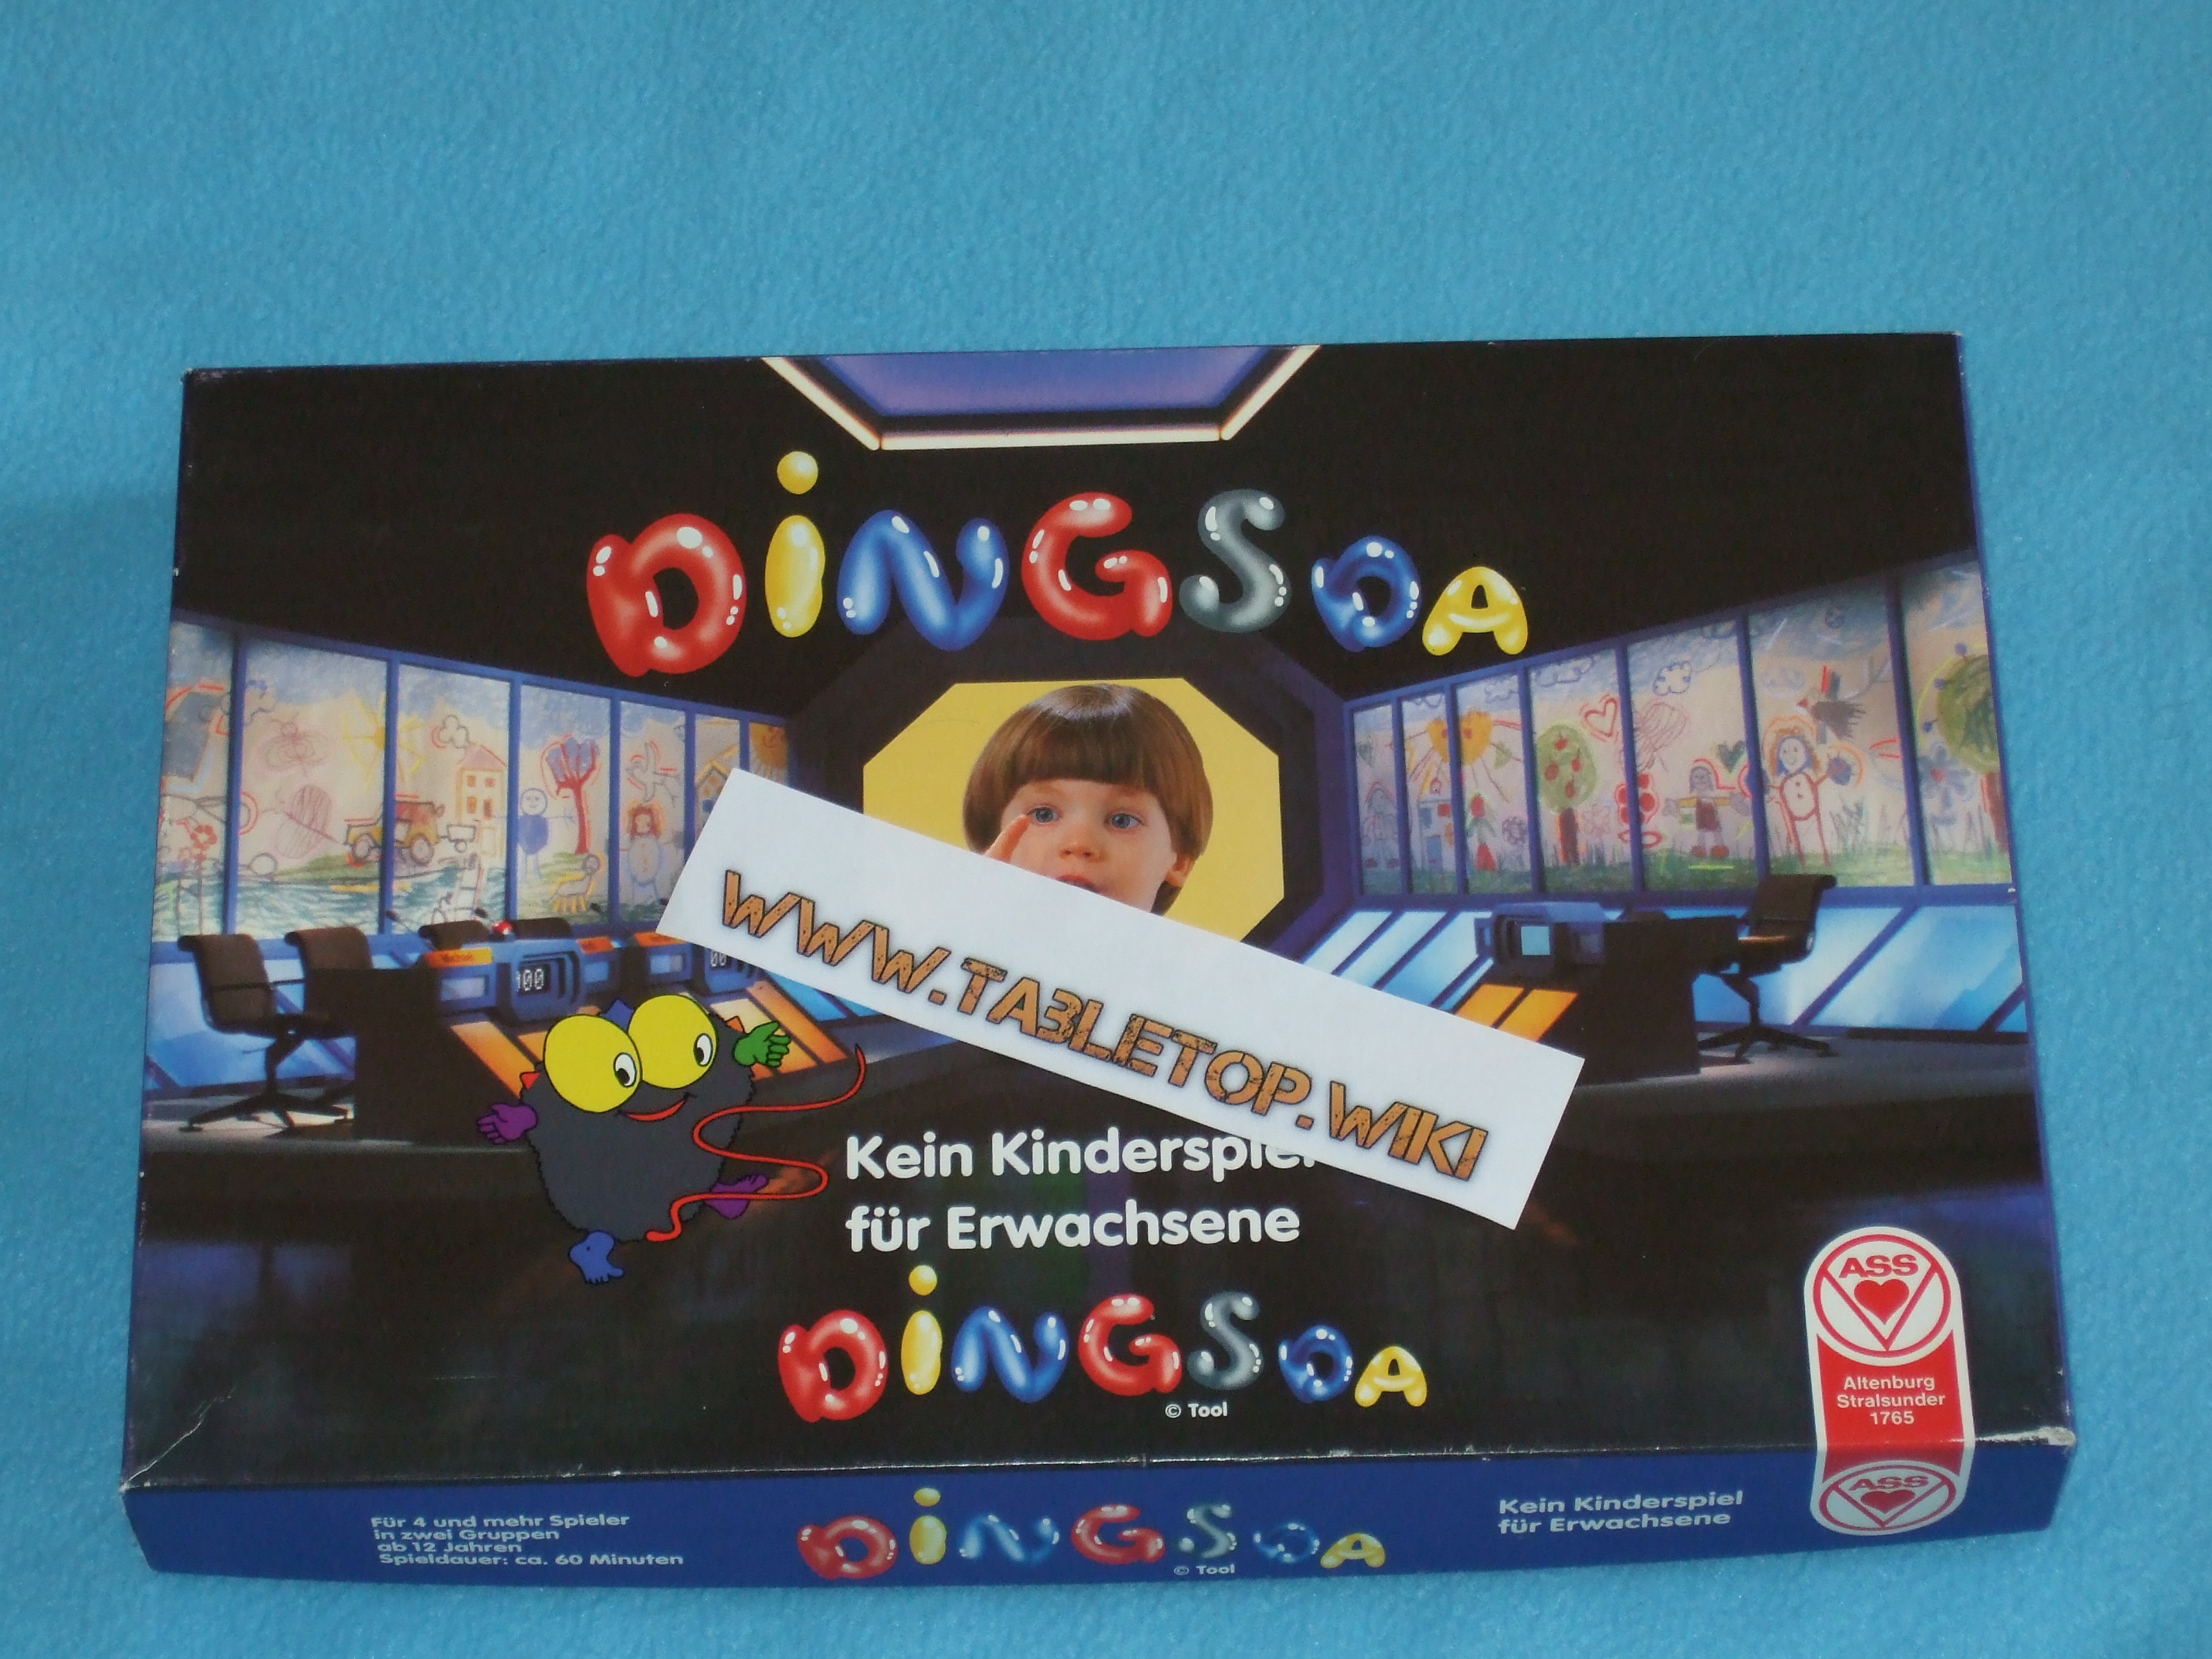 DiNGSDA
100
WWW.TABLETOP.WIKI
Kein Kinderspiel
für Erwachsene
DiNGSDA
© Tool
ASS
Altenburg
Stralsunder
1765
ASS
Für 4 und mehr Spieler
in zwei Gruppen
ab 12 Jahren
Spieldauer: ca. 60 Minuten
DiNGSDA
© Tool
Kein Kinderspiel
für Erwachsene